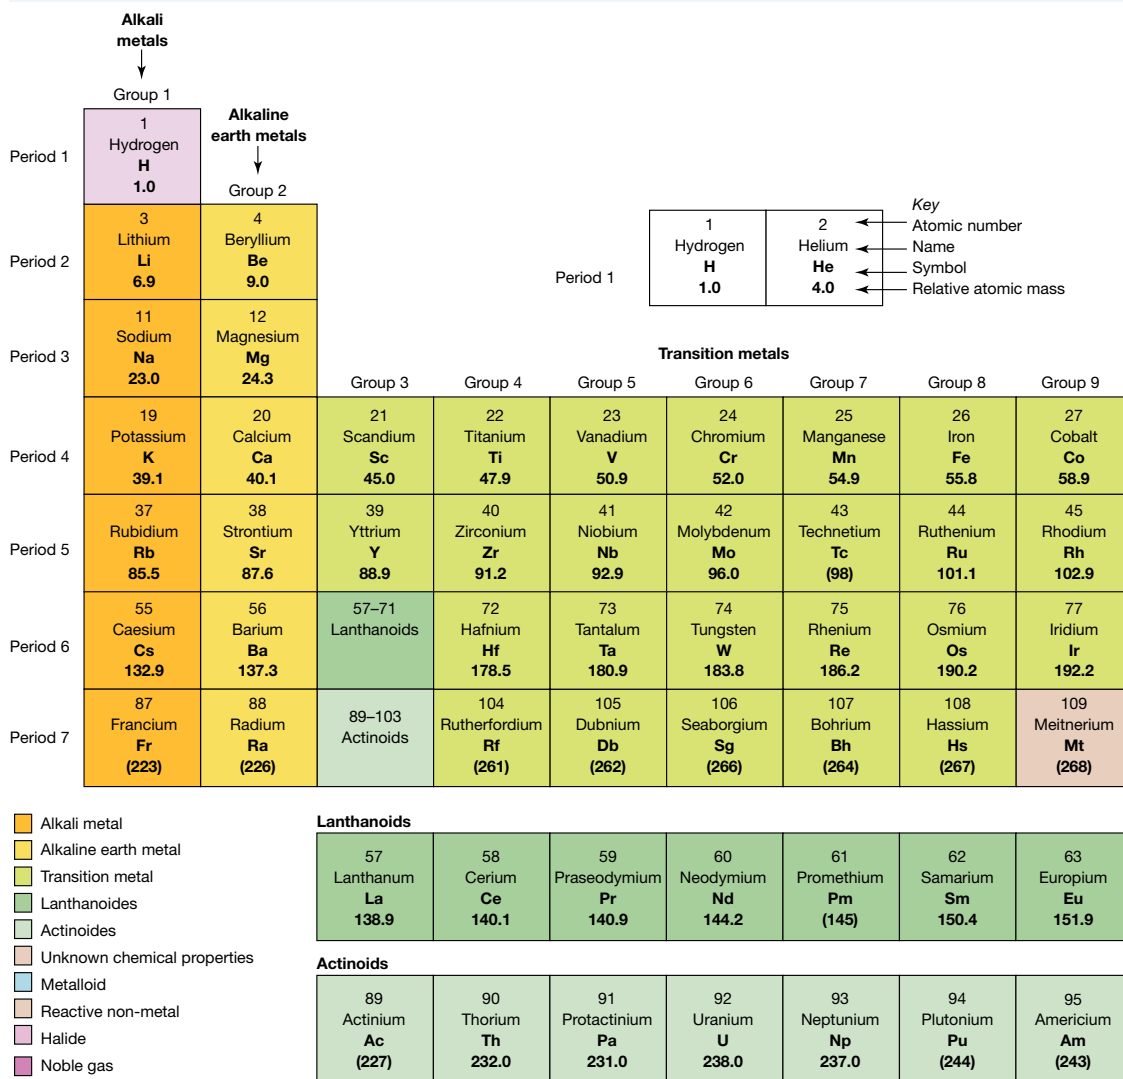 Alkali
metals
Group 1
Alkaline
earth metals
Group 2
Period 1
1
Hydrogen
H
1.0
Period 2
3
Lithium
Li
6.9
4
Beryllium
Be
9.0
Period 1
1
Hydrogen
H
1.0
2
Helium
He
4.0
Key
Atomic number
Name
Symbol
Relative atomic mass
Period 3
11
Sodium
Na
23.0
12
Magnesium
Mg
24.3
Transition metals
Group 3
Group 4
Group 5
Group 6
Group 7
Group 8
Group 9
Period 4
19
Potassium
K
39.1
20
Calcium
Ca
40.1
21
Scandium
Sc
45.0
22
Titanium
Ti
47.9
23
Vanadium
V
50.9
24
Chromium
Cr
52.0
25
Manganese
Mn
54.9
26
Iron
Fe
55.8
27
Cobalt
Co
58.9
Period 5
37
Rubidium
Rb
85.5
38
Strontium
Sr
87.6
39
Yttrium
Y
88.9
40
Zirconium
Zr
91.2
41
Niobium
Nb
92.9
42
Molybdenum
Mo
96.0
43
Technetium
Tc
(98)
44
Ruthenium
Ru
101.1
45
Rhodium
Rh
102.9
Period 6
55
Caesium
Cs
132.9
56
Barium
Ba
137.3
57–71
Lanthanoids
72
Hafnium
Hf
178.5
73
Tantalum
Ta
180.9
74
Tungsten
W
183.8
75
Rhenium
Re
186.2
76
Osmium
Os
190.2
77
Iridium
Ir
192.2
Period 7
87
Francium
Fr
(223)
88
Radium
Ra
(226)
89–103
Actinoids
104
Rutherfordium
Rf
(261)
105
Dubnium
Db
(262)
106
Seaborgium
Sg
(266)
107
Bohrium
Bh
(264)
108
Hassium
Hs
(267)
109
Meitnerium
Mt
(268)
Alkali metal
Alkaline earth metal
Transition metal
Lanthanoides
Actinoides
Unknown chemical properties
Metalloid
Reactive non-metal
Halide
Noble gas
Lanthanoids
57
Lanthanum
La
138.9
58
Cerium
Ce
140.1
59
Praseodymium
Pr
140.9
60
Neodymium
Nd
144.2
61
Promethium
Pm
(145)
62
Samarium
Sm
150.4
63
Europium
Eu
151.9
Actinoids
89
Actinium
Ac
(227)
90
Thorium
Th
232.0
91
Protactinium
Pa
231.0
92
Uranium
U
238.0
93
Neptunium
Np
237.0
94
Plutonium
Pu
(244)
95
Americium
Am
(243)